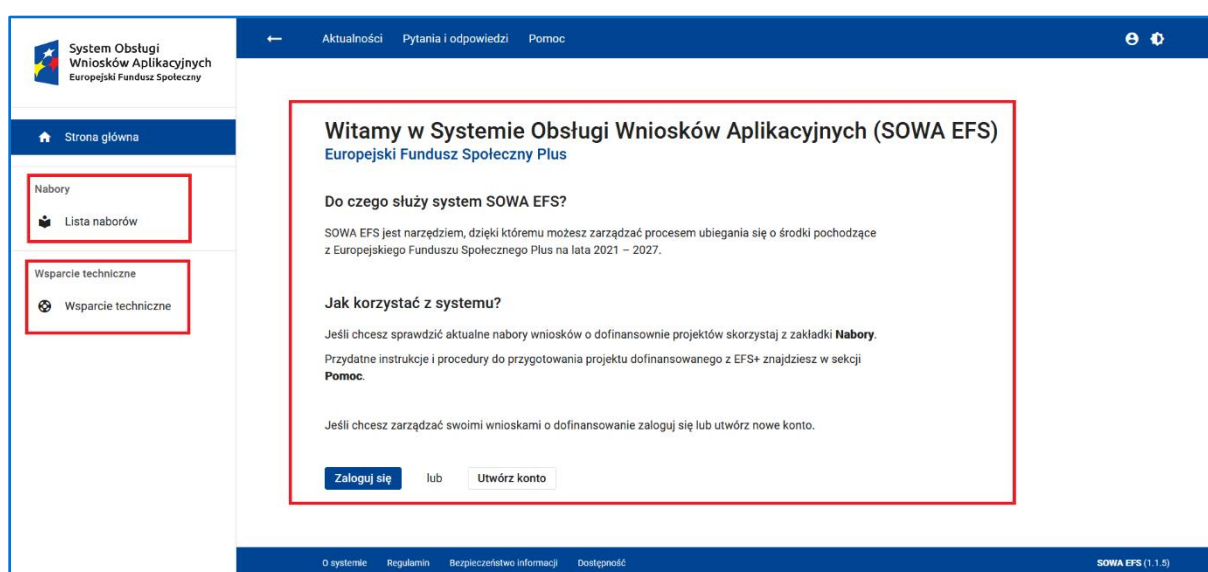 System Obsługi
Wniosków Aplikacyjnych
Europejski Fundusz Społeczny
Aktualności Pytania i odpowiedzi Pomoc
Strona główna
Nabory
Lista naborów
Wsparcie techniczne
Wsparcie techniczne
Witamy w Systemie Obsługi Wniosków Aplikacyjnych (SOWA EFS)
Europejski Fundusz Społeczny Plus
Do czego służy system SOWA EFS?
SOWA EFS jest narzędziem, dzięki któremu możesz zarządzać procesem ubiegania się o środki pochodzące
z Europejskiego Funduszu Społecznego Plus na lata 2021 – 2027.
Jak korzystać z systemu?
Jeśli chcesz sprawdzić aktualne nabory wniosków o dofinansownie projektów skorzystaj z zakładki Nabory.
Przydatne instrukcje i procedury do przygotowania projektu dofinansowanego z EFS+ znajdziesz w sekcji
Pomoc.
Jeśli chcesz zarządzać swoimi wnioskami o dofinansowanie zaloguj się lub utwórz nowe konto.
Zaloguj się lub Utwórz konto
O systemie Regulamin Bezpieczeństwo informacji Dostępność SOWA EFS (1.1.5)